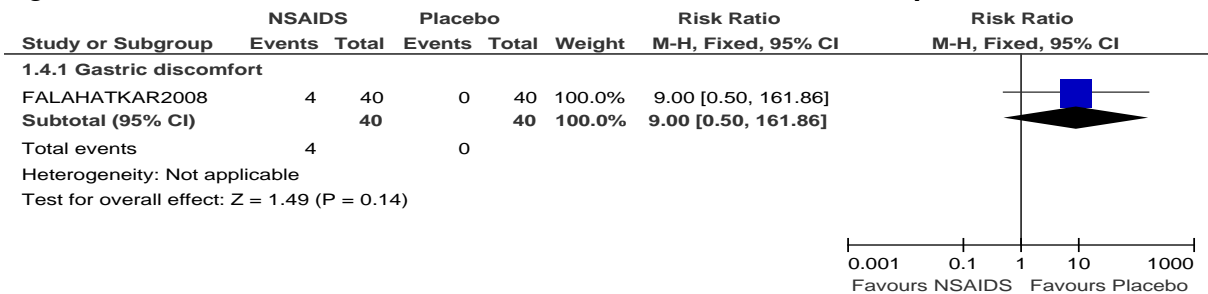 NSAIDS Placebo Risk Ratio Risk Ratio
Study or Subgroup Events Total Events Total Weight M-H, Fixed, 95% CI M-H, Fixed, 95% CI
1.4.1 Gastric discomfort
FALAHATKAR2008 4 40 0 40 100.0% 9.00 [0.50, 161.86]
Subtotal (95% CI) 40 40 100.0% 9.00 [0.50, 161.86]
Total events 4 0
Heterogeneity: Not applicable
Test for overall effect: Z = 1.49 (P = 0.14)
0.001 0.1 1 10 1000
Favours NSAIDS Favours Placebo